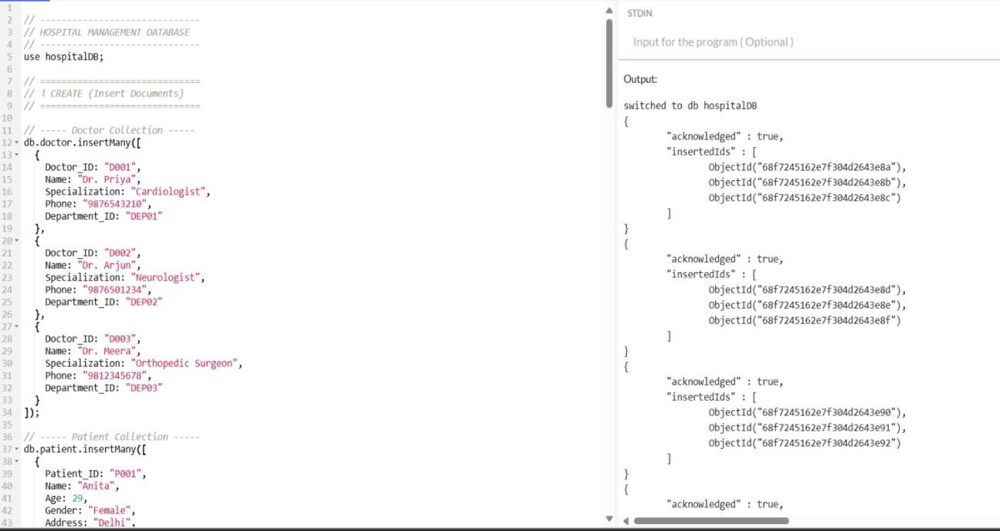 1
2 // ------------------------------
3 // HOSPITAL MANAGEMENT DATABASE
4 // ------------------------------
5 use hospitalDB;
6
7 // ==============================
8 // 1 CREATE (Insert Documents)
9 // ==============================
10
11 // ----- Doctor Collection -----
12 db.doctor.insertMany([
13   {
14     Doctor_ID: "D001",
15     Name: "Dr. Priya",
16     Specialization: "Cardiologist",
17     Phone: "9876543210",
18     Department_ID: "DEP01"
19   },
20   {
21     Doctor_ID: "D002",
22     Name: "Dr. Arjun",
23     Specialization: "Neurologist",
24     Phone: "9876501234",
25     Department_ID: "DEP02"
26   },
27   {
28     Doctor_ID: "D003",
29     Name: "Dr. Meera",
30     Specialization: "Orthopedic Surgeon",
31     Phone: "9812345678",
32     Department_ID: "DEP03"
33   }
34 ]);
35
36 // ----- Patient Collection -----
37 db.patient.insertMany([
38   {
39     Patient_ID: "P001",
40     Name: "Anita",
41     Age: 29,
42     Gender: "Female",
43     Address: "Delhi",
STDIN
Input for the program ( Optional )
Output:
switched to db hospitalDB
{
        "acknowledged" : true,
        "insertedIds" : [
                ObjectId("68f7245162e7f304d2643e8a"),
                ObjectId("68f7245162e7f304d2643e8b"),
                ObjectId("68f7245162e7f304d2643e8c")
        ]
}
{
        "acknowledged" : true,
        "insertedIds" : [
                ObjectId("68f7245162e7f304d2643e8d"),
                ObjectId("68f7245162e7f304d2643e8e"),
                ObjectId("68f7245162e7f304d2643e8f")
        ]
}
{
        "acknowledged" : true,
        "insertedIds" : [
                ObjectId("68f7245162e7f304d2643e90"),
                ObjectId("68f7245162e7f304d2643e91"),
                ObjectId("68f7245162e7f304d2643e92")
        ]
}
{
        "acknowledged" : true,